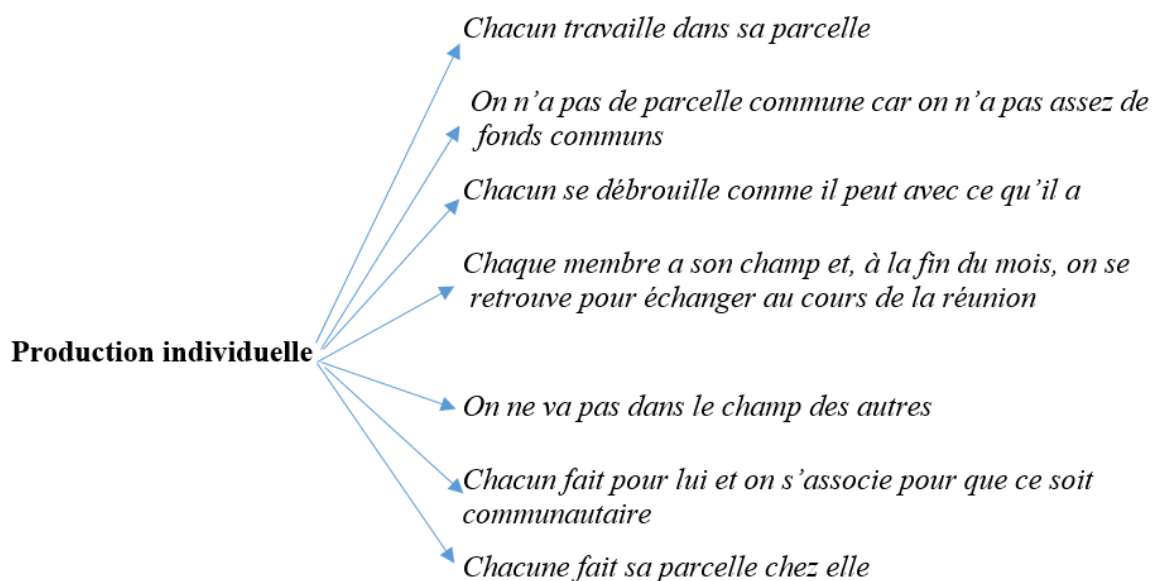 Chacun travaille dans sa parcelle
On n’a pas de parcelle commune car on n’a pas assez de
fonds communs
Chacun se débrouille comme il peut avec ce qu’il a
Chaque membre a son champ et, à la fin du mois, on se
retrouve pour échanger au cours de la réunion
Production individuelle
On ne va pas dans le champ des autres
Chacun fait pour lui et on s’associe pour que ce soit
communautaire
Chacune fait sa parcelle chez elle